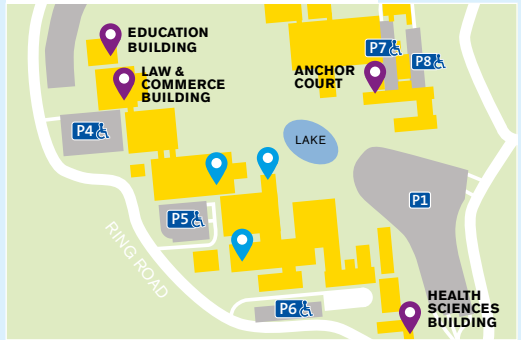 EDUCATION
BUILDING
LAW &
COMMERCE
BUILDING
P7
P8
ANCHOR
COURT
P4
LAKE
P5
P1
RING ROAD
P6
HEALTH
SCIENCES
BUILDING